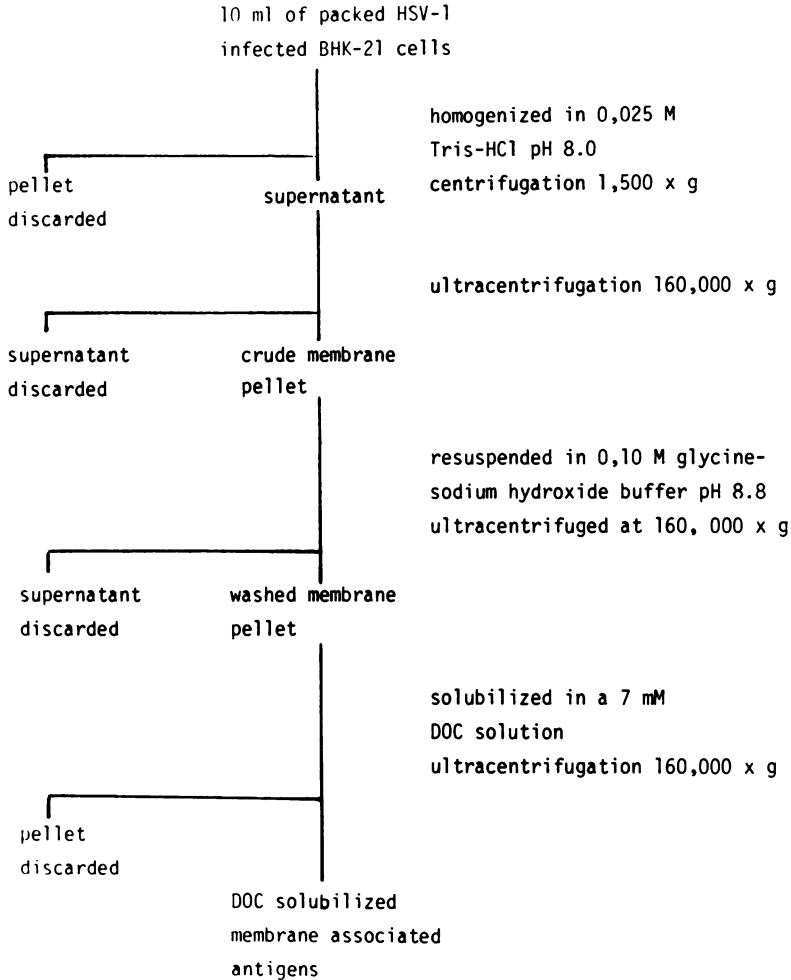 10 ml of packed HSV-1
infected BHK-21 cells
homogenized in 0,025 M
Tris-HCl pH 8.0
centrifugation 1,500 x g
pellet
discarded
supernatant
ultracentrifugation 160,000 x g
supernatant
discarded
crude membrane
pellet
resuspended in 0,10 M glycine-
sodium hydroxide buffer pH 8.8
ultracentrifuged at 160, 000 x g
supernatant
discarded
washed membrane
pellet
solubilized in a 7 mM
DOC solution
ultracentrifugation 160,000 x g
pellet
discarded
DOC solubilized
membrane associated
antigens